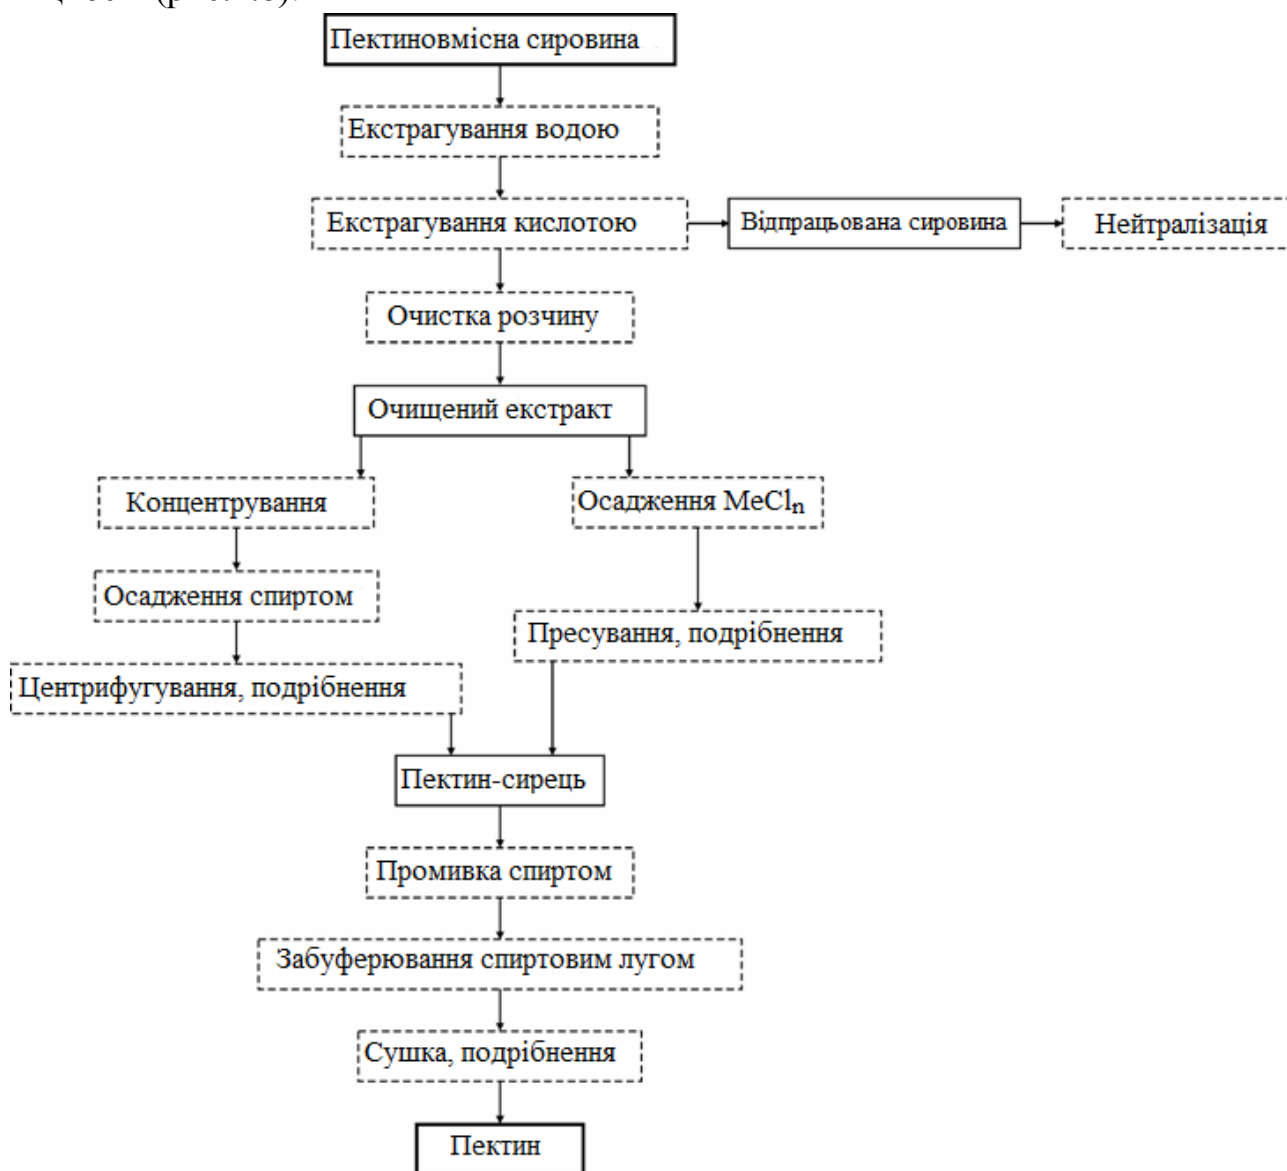 Пектиновмісна сировина
Екстрагування водою
Екстрагування кислотою
Відпрацьована сировина
Нейтралізація
Очистка розчину
Очищений екстракт
Концентрування
Осадження MeCln
Осадження спиртом
Пресування, подрібнення
Центрифугування, подрібнення
Пектин-сирець
Промивка спиртом
Забуферювання спиртовим лугом
Сушка, подрібнення
Пектин